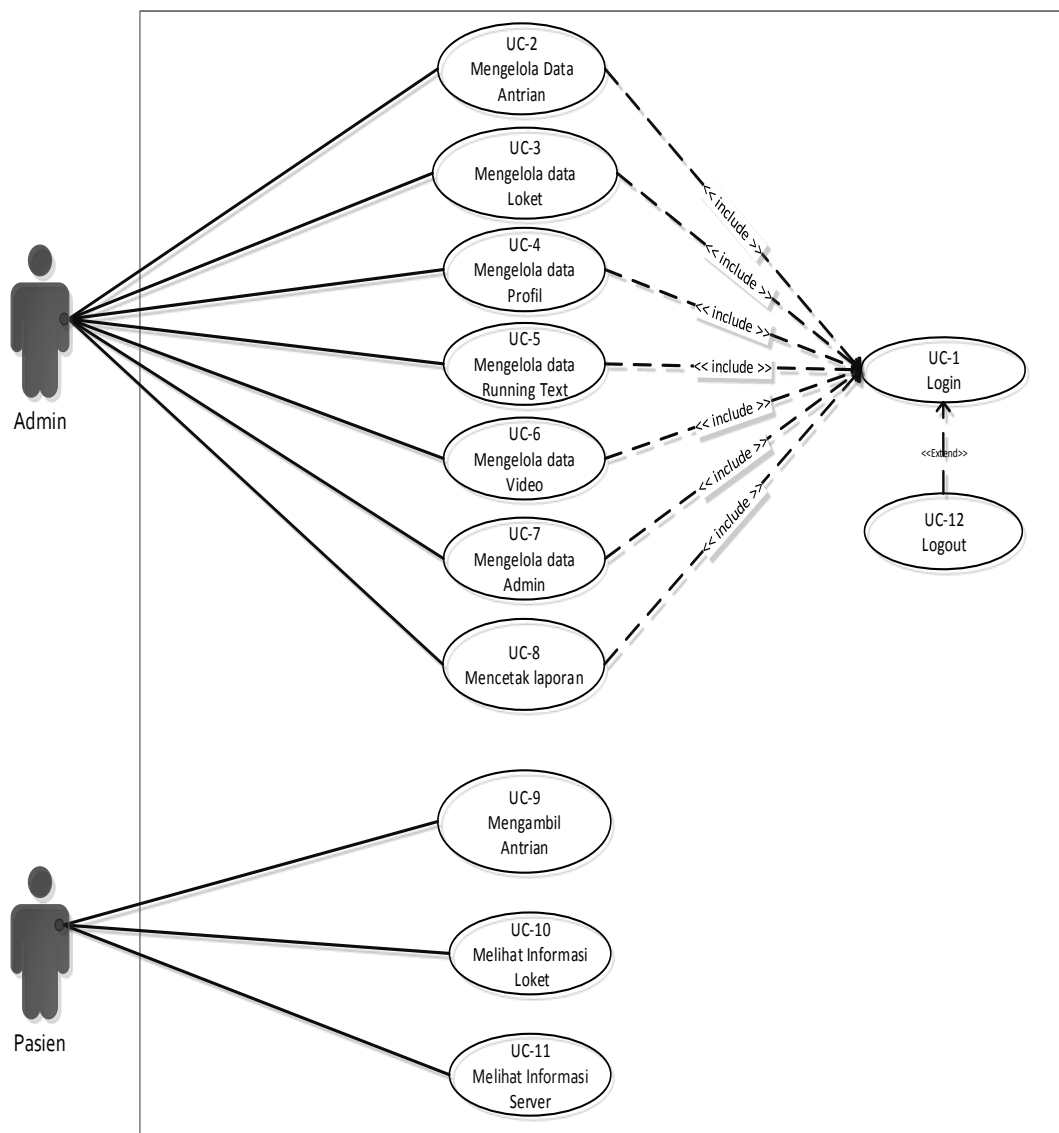 UC-2
Mengelola Data
Antrian
UC-3
Mengelola data
Loket
UC-4
Mengelola data
Profil
UC-5
Mengelola data
Running Text
UC-6
Mengelola data
Video
UC-7
Mengelola data
Admin
UC-8
Mencetak laporan
<< include >>
<< include >>
<< include >>
<< include >>
<< include >>
<< include >>
<< include >>
UC-1
Login
<<Extend>>
UC-12
Logout
Admin
UC-9
Mengambil
Antrian
UC-10
Melihat Informasi
Loket
UC-11
Melihat Informasi
Server
Pasien